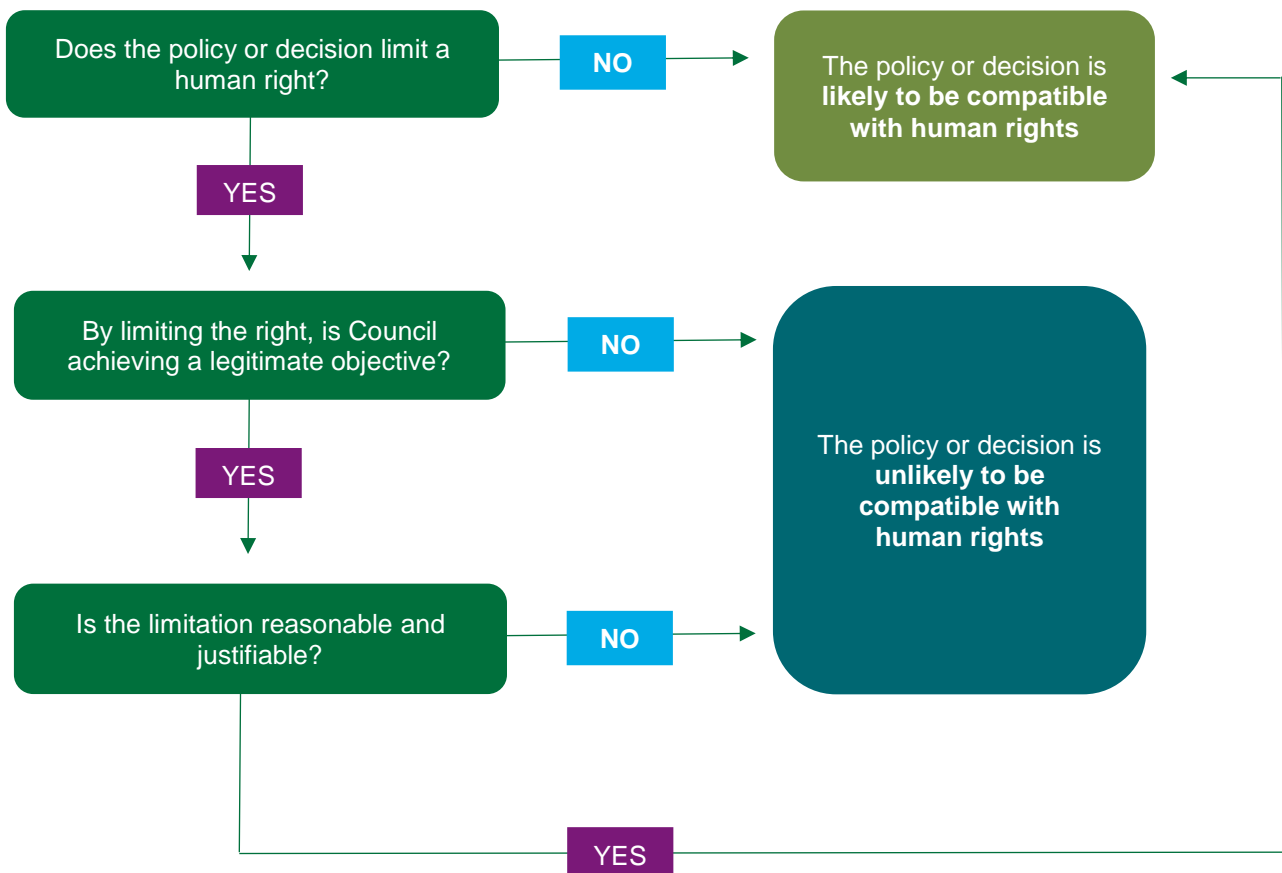 Does the policy or decision limit a
human right?
NO
The policy or decision is
likely to be compatible
with human rights
YES
By limiting the right, is Council
achieving a legitimate objective?
NO
The policy or decision is
unlikely to be
compatible with
human rights
YES
Is the limitation reasonable and
justifiable?
NO
YES